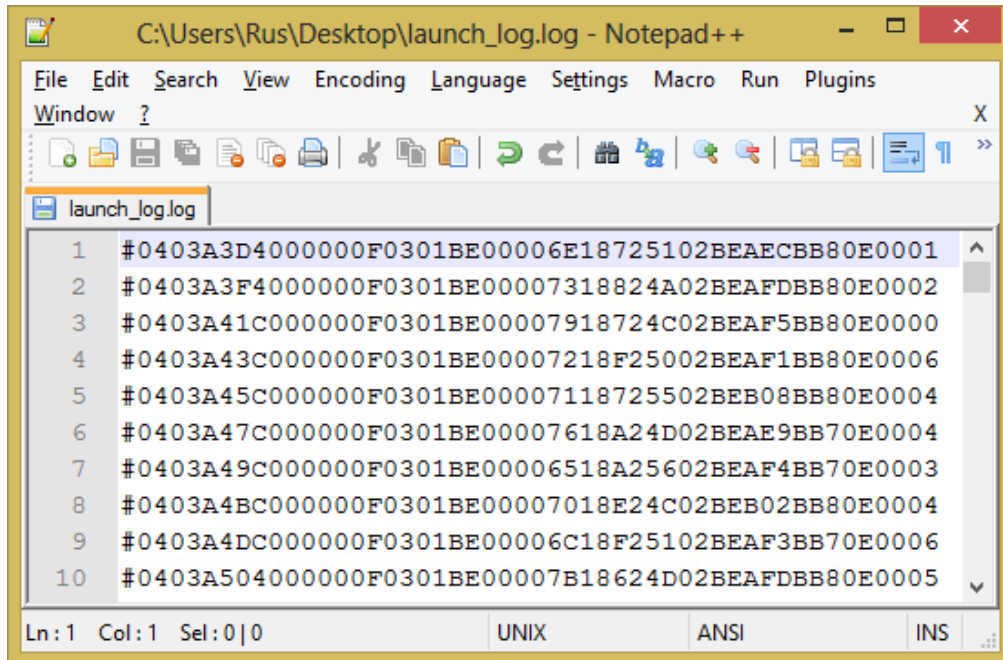 C:\Users\Rus\Desktop\launch_log.log - Notepad++
File Edit Search View Encoding Language Settings Macro Run Plugins
Window ? X
launch_log.log
1 #0403A3D4000000F0301BE00006E18725102BEAECBB80E0001
2 #0403A3F4000000F0301BE00007318824A02BEAFDBB80E0002
3 #0403A41C000000F0301BE00007918724C02BEAF5BB80E0000
4 #0403A43C000000F0301BE00007218F25002BEAF1BB80E0006
5 #0403A45C000000F0301BE00007118725502BEB08BB80E0004
6 #0403A47C000000F0301BE00007618A24D02BEAE9BB70E0004
7 #0403A49C000000F0301BE00006518A25602BEAF4BB70E0003
8 #0403A4BC000000F0301BE00007018E24C02BEB02BB80E0004
9 #0403A4DC000000F0301BE00006C18F25102BEAF3BB70E0006
10 #0403A504000000F0301BE00007B18624D02BEAFDBB80E0005
Ln : 1 Col : 1 Sel : 0 | 0 UNIX ANSI INS